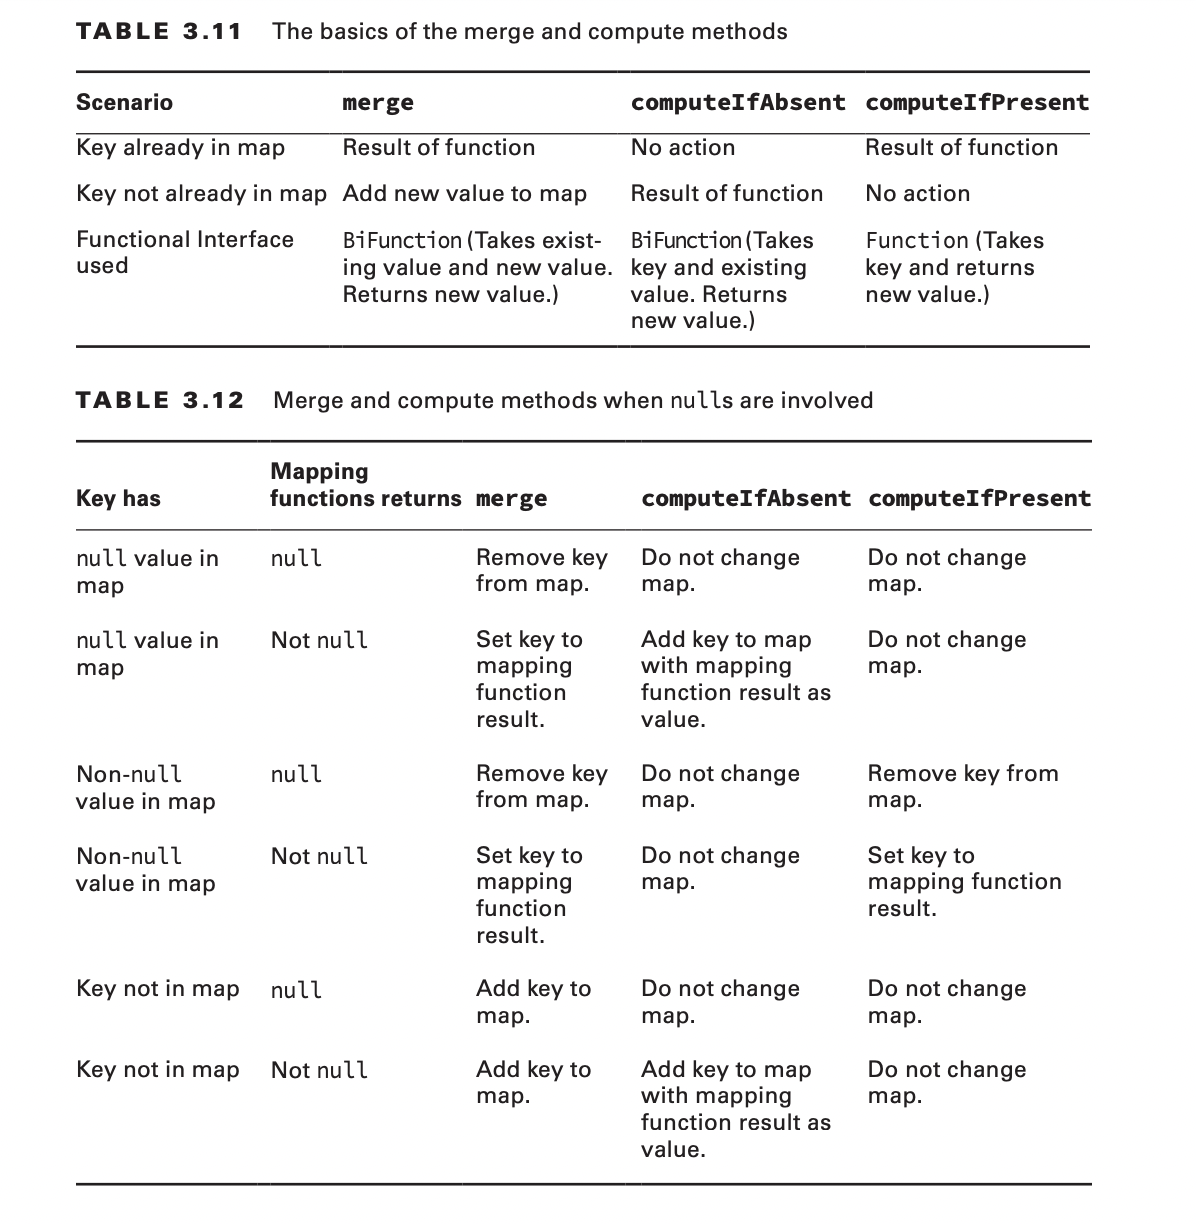 TABLE 3.11 The basics of the merge and compute methods
Scenario merge computeIfAbsent computeIfPresent
Key already in map Result of function No action Result of function
Key not already in map Add new value to map Result of function No action
Functional Interface BiFunction (Takes exist- BiFunction (Takes Function (Takes
used ing value and new value. key and existing key and returns
Returns new value.) value. Returns new value.)
new value.)
TABLE 3.12 Merge and compute methods when nulls are involved
Mapping
Key has functions returns merge computeIfAbsent computeIfPresent
null value in null Remove key Do not change Do not change
map from map. map. map.
null value in Not null Set key to Add key to map Do not change
map mapping with mapping map.
function function result as
result. value.
Non-null null Remove key Do not change Remove key from
value in map from map. map. map.
Non-null Not null Set key to Do not change Set key to
value in map mapping map. mapping function
function result.
result.
Key not in map null Add key to Do not change Do not change
map. map. map.
Key not in map Not null Add key to Add key to map Do not change
map. with mapping map.
function result as
value.